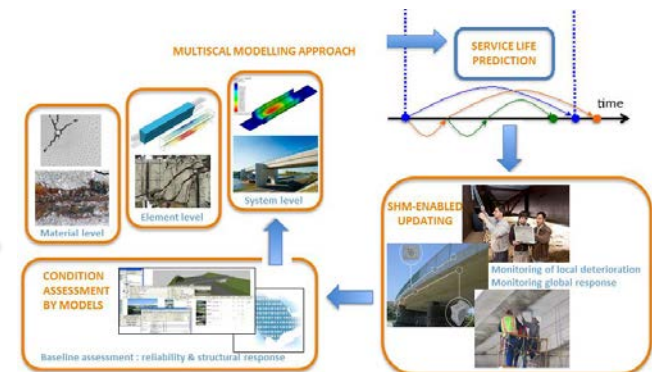 MULTISCAL MODELLING APPROACH
SERVICE LIFE
PREDICTION
time
Material level
Element level
System level
SHM-ENABLED
UPDATING
Monitoring of local deterioration
Monitoring global response
CONDITION
ASSESSMENT
BY MODELS
Baseline assessment : reliability & structural response